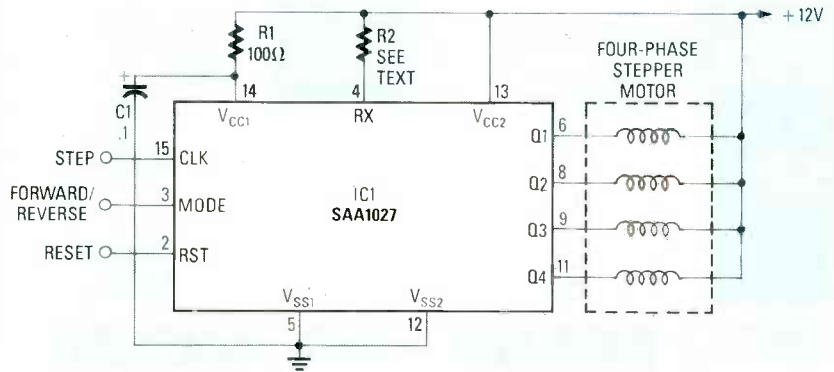 +12V
R1
100Ω
R2
SEE
TEXT
FOUR-PHASE
STEPPER
MOTOR
+
C1
.1
14
4
13
VCC1
RX
VCC2
STEP
15
CLK
FORWARD/
REVERSE
3
MODE
RESET
2
RST
IC1
SAA1027
Q1
6
Q2
8
Q3
9
Q4
11
VSS1
VSS2
5
12